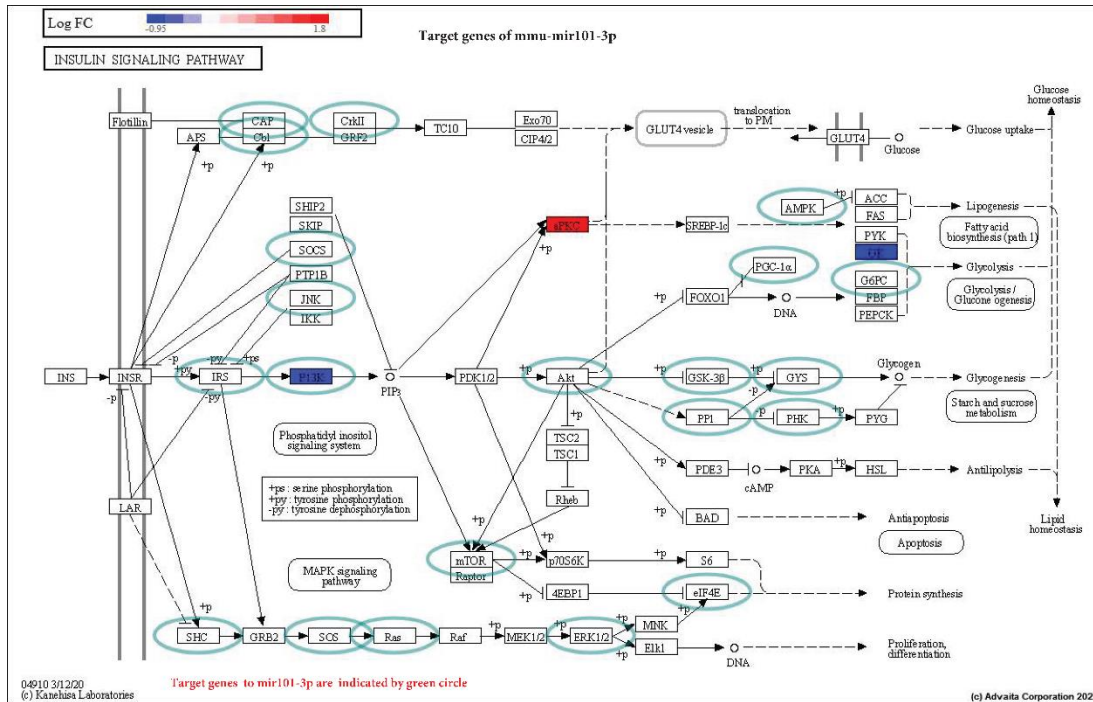 Log FC
-0.95
1.8
Target genes of mmu-mir101-3p
INSULIN SIGNALING PATHWAY
Glucose
homeostasis
Flotillin
CAP
CrkII
APS
Cbl
GRF2
TC10
Exo70
CIP4/2
GLUT4 vesicle
translocation
to PM
GLUT4
Glucose
Glucose uptake
+p
+p
SHIP2
SKIP
SOCS
PTP1B
JNK
IKK
aPKC
+p
SREBP-1c
AMPK
+p
ACC
FAS
Lipogenesis
Fatty acid
biosynthesis (path 1)
PYK
GK
PGC-1α
G6PC
FBP
PEPCK
Glycolysis
Glycolysis /
Glucone ogenesis
+p
FOXO1
DNA
-p
+py
-py
+ps
INS
INSR
IRS
PI3K
PIP3
PDK1/2
+p
Akt
+p
GSK-3β
+p
GYS
Glycogen
Glycogenesis
-p
-py
-p
PP1
-p
PHK
+p
PYG
Starch and sucrose
metabolism
+p
Phosphatidyl inositol
signaling system
TSC2
TSC1
+p
PDE3
cAMP
PKA
+p
HSL
Antilipolysis
+ps : serine phosphorylation
+py : tyrosine phosphorylation
-py : tyrosine dephosphorylation
LAR
Rheb
+p
+p
BAD
Antiapoptosis
Apoptosis
Lipid
homeostasis
MAPK signaling
pathway
mTOR
Raptor
+p
+p
p70S6K
+p
S6
+p
4EBP1
eIF4E
Protein synthesis
+p
SHC
GRB2
SOS
Ras
Raf
+p
MEK1/2
+p
ERK1/2
+p
MNK
+p
Elk1
DNA
Proliferation,
differentiation
04910 3/12/20
(c) Kanehisa Laboratories
Target genes to mir101-3p are indicated by green circle
(c) Advaita Corporation 202